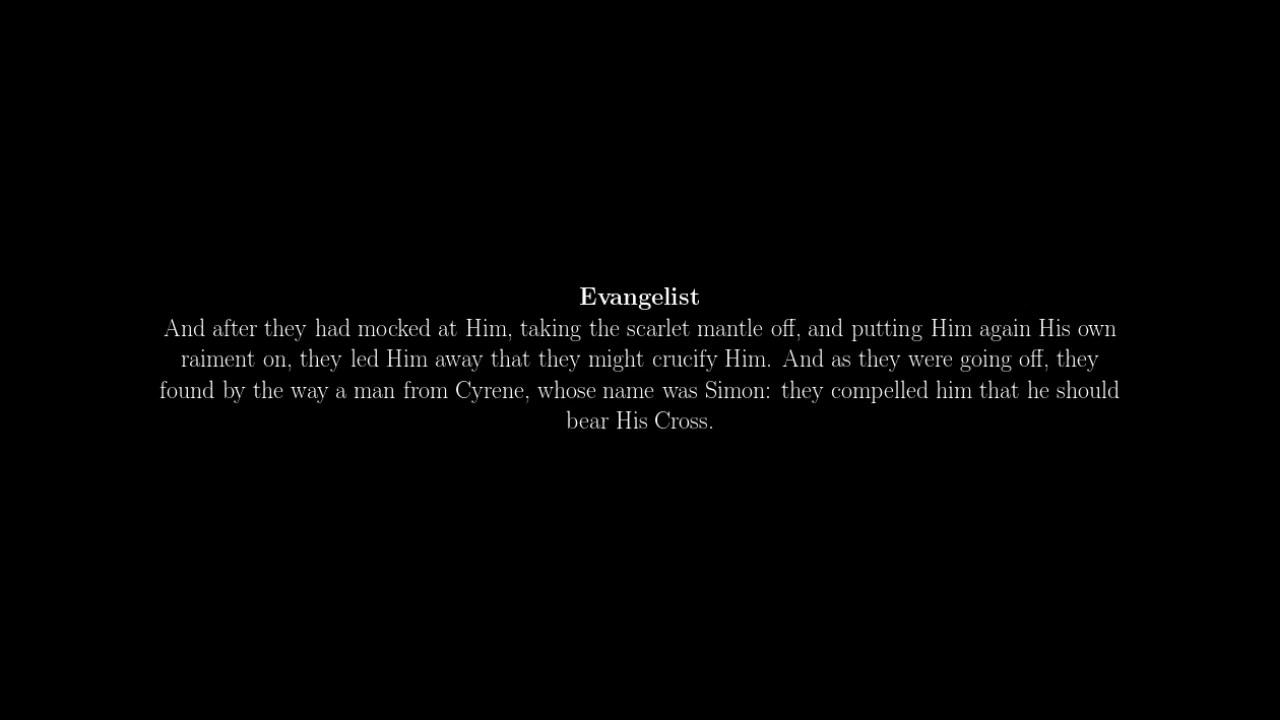 Evangelist
And after they had mocked at Him, taking the scarlet mantle off, and putting Him again His own
raiment on, they led Him away that they might crucify Him. And as they were going off, they
found by the way a man from Cyrene, whose name was Simon: they compelled him that he should
bear His Cross.